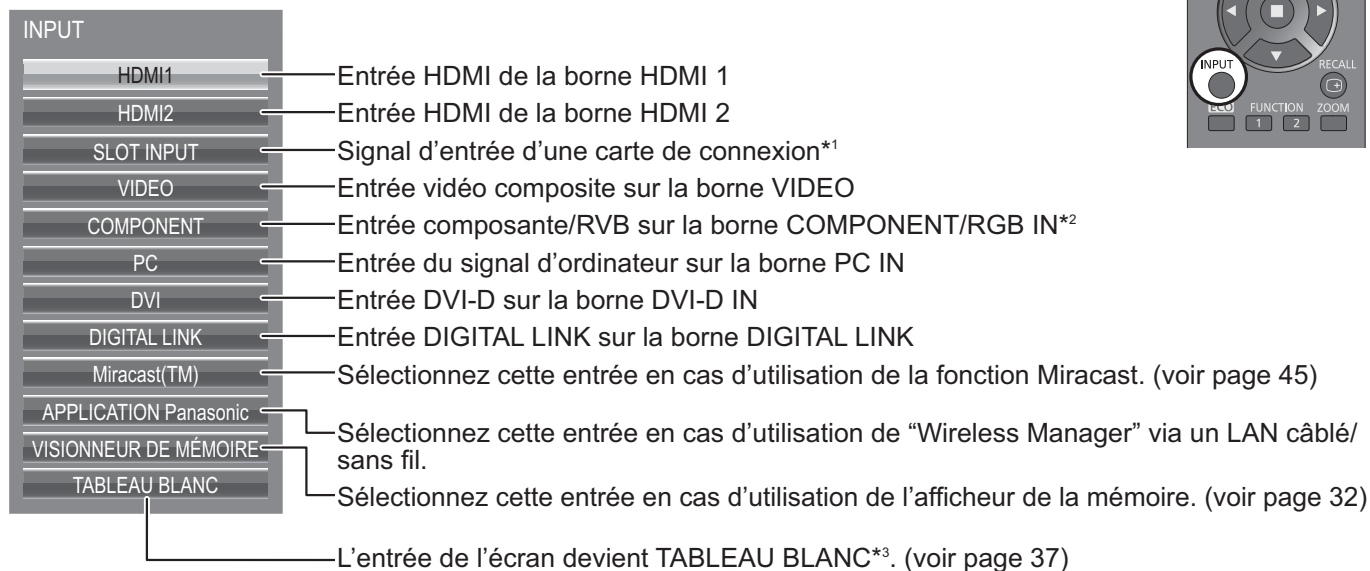 INPUT
HDMI1
Entrée HDMI de la borne HDMI 1
HDMI2
Entrée HDMI de la borne HDMI 2
SLOT INPUT
Signal d’entrée d’une carte de connexion*1
VIDEO
Entrée vidéo composite sur la borne VIDEO
COMPONENT
Entrée composante/RVB sur la borne COMPONENT/RGB IN*2
PC
Entrée du signal d’ordinateur sur la borne PC IN
DVI
Entrée DVI-D sur la borne DVI-D IN
DIGITAL LINK
Entrée DIGITAL LINK sur la borne DIGITAL LINK
Miracast(TM)
Sélectionnez cette entrée en cas d’utilisation de la fonction Miracast. (voir page 45)
APPLICATION Panasonic
Sélectionnez cette entrée en cas d’utilisation de “Wireless Manager” via un LAN câblé/
sans fil.
VISIONNEUR DE MÉMOIRE
Sélectionnez cette entrée en cas d’utilisation de l’afficheur de la mémoire. (voir page 32)
TABLEAU BLANC
L’entrée de l’écran devient TABLEAU BLANC*3. (voir page 37)
INPUT
RECALL
ECO FUNCTION ZOOM
1 2